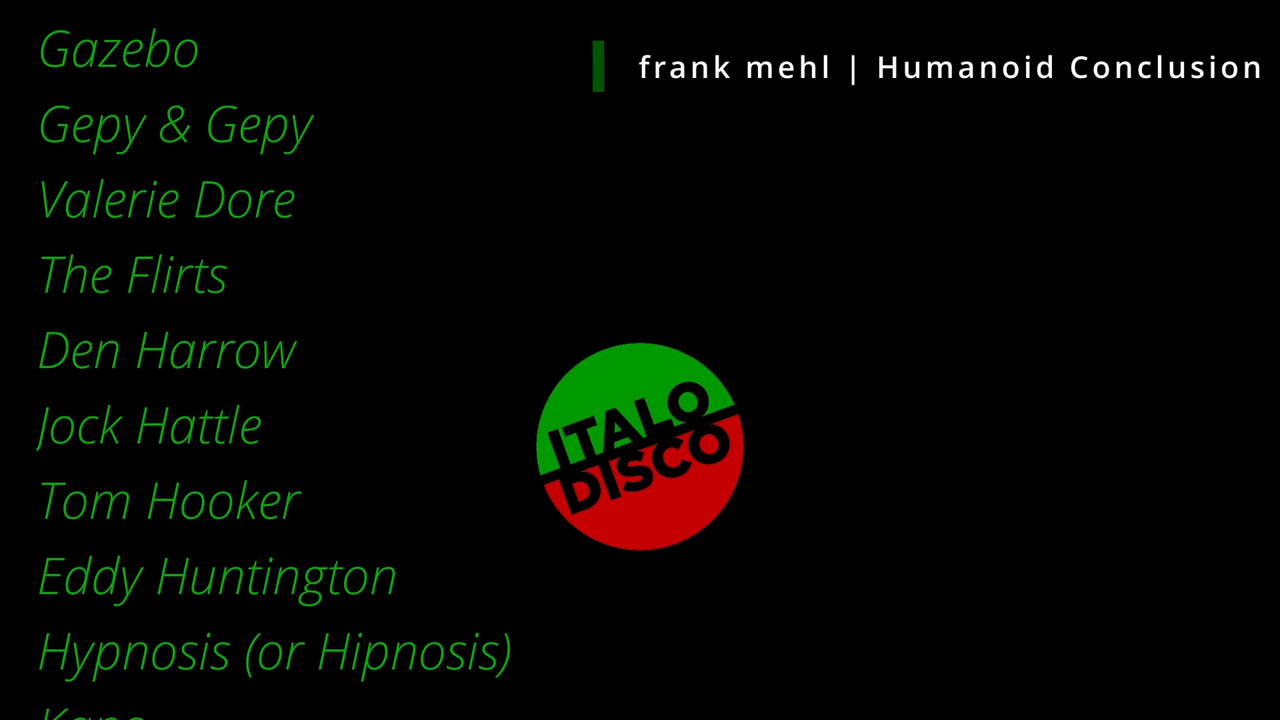 Gazebo
Gepy & Gepy
Valerie Dore
The Flirts
Den Harrow
Jock Hattle
Tom Hooker
Eddy Huntington
Hypnosis (or Hipnosis)
frank mehl | Humanoid Conclusion
ITALO
DISCO